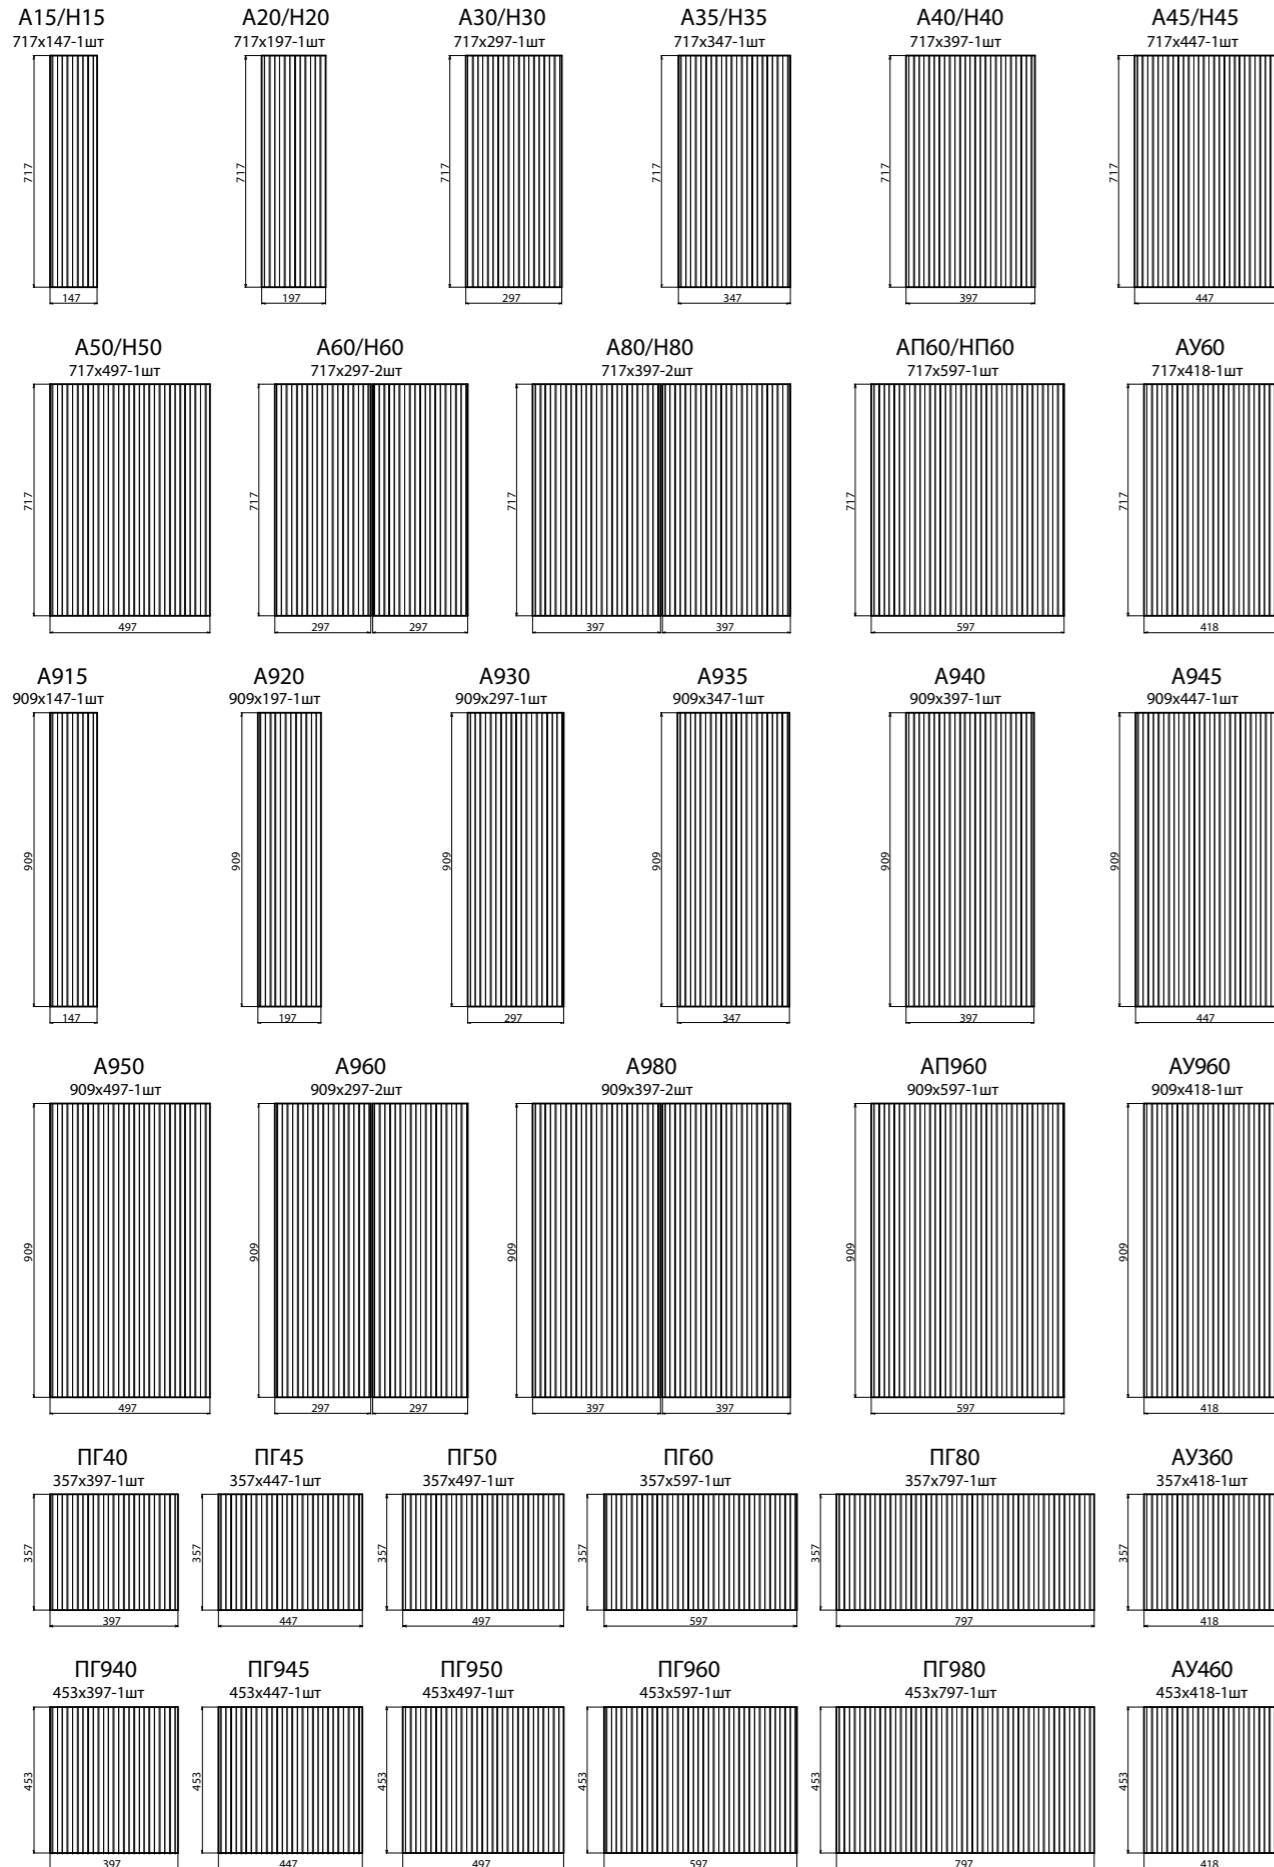 А15/Н15 А20/Н20 А30/Н30 А35/Н35 А40/Н40 А45/Н45
717х147-1шт 717х197-1шт 717х297-1шт 717х347-1шт 717х397-1шт 717х447-1шт
717 717 717 717 717 717
147 197 297 347 397 447
А50/Н50 А60/Н60 А80/Н80 АП60/НП60 АУ60
717х497-1шт 717х297-2шт 717х397-2шт 717х597-1шт 717х418-1шт
717 717 717 717 717
497 297 297 397 397 597 418
А915 А920 А930 А935 А940 А945
909х147-1шт 909х197-1шт 909х297-1шт 909х347-1шт 909х397-1шт 909х447-1шт
909 909 909 909 909 909
147 197 297 347 397 447
А950 А960 А980 АП960 АУ960
909х497-1шт 909х297-2шт 909х397-2шт 909х597-1шт 909х418-1шт
909 909 909 909 909
497 297 297 397 397 597 418
ПГ40 ПГ45 ПГ50 ПГ60 ПГ80 АУ360
357х397-1шт 357х447-1шт 357х497-1шт 357х597-1шт 357х797-1шт 357х418-1шт
357 357 357 357 357 357
397 447 497 597 797 418
ПГ940 ПГ945 ПГ950 ПГ960 ПГ980 АУ460
453х397-1шт 453х447-1шт 453х497-1шт 453х597-1шт 453х797-1шт 453х418-1шт
453 453 453 453 453 453
397 447 497 597 797 418